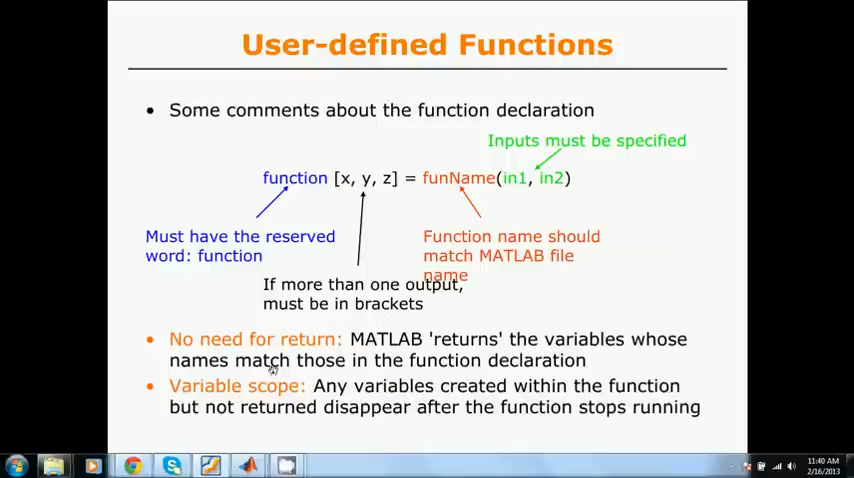 User-defined Functions
• Some comments about the function declaration
Inputs must be specified
function [x, y, z] = funName(in1, in2)
Must have the reserved
word: function
Function name should
match MATLAB file
name
If more than one output,
must be in brackets
• No need for return: MATLAB 'returns' the variables whose
names match those in the function declaration
• Variable scope: Any variables created within the function
but not returned disappear after the function stops running
11:40 AM
2/16/2013